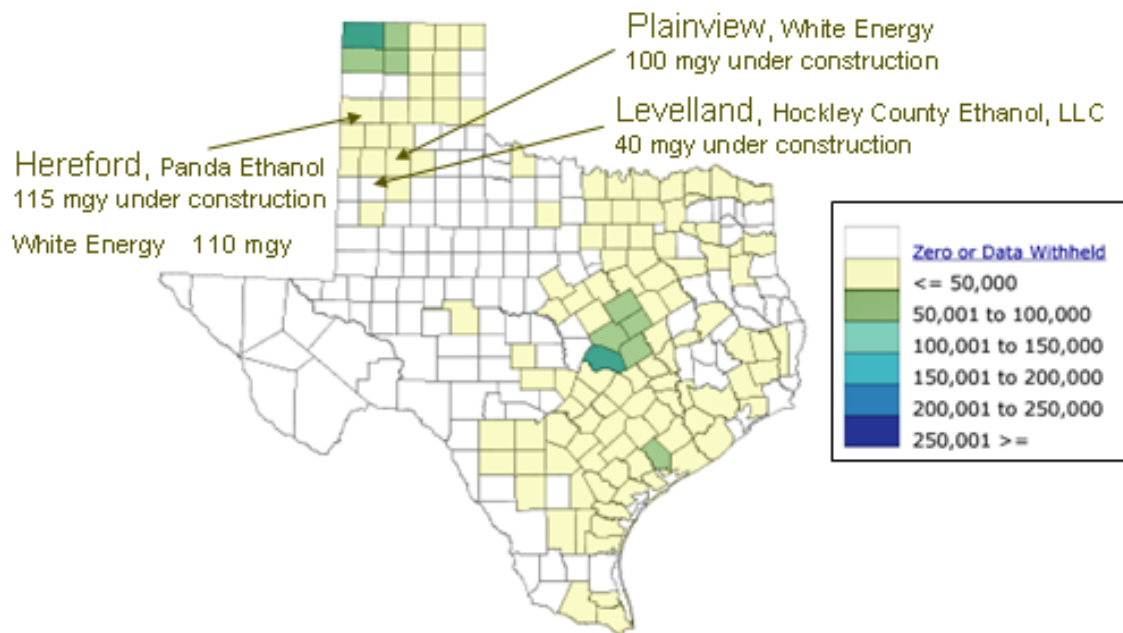 Plainview, White Energy
100 mgy under construction
Levelland, Hockley County Ethanol, LLC
40 mgy under construction
Hereford, Panda Ethanol
115 mgy under construction
White Energy 110 mgy
Zero or Data Withheld
<= 50,000
50,001 to 100,000
100,001 to 150,000
150,001 to 200,000
200,001 to 250,000
250,001 >=